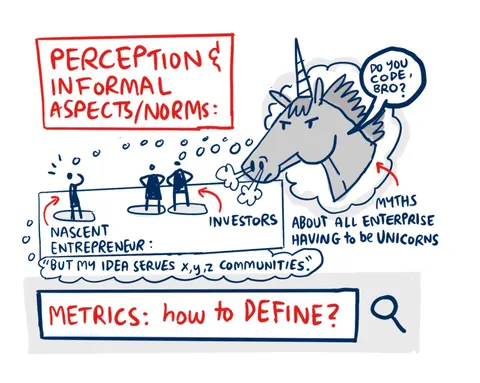 PERCEPTION &
INFORMAL
ASPECTS/NORMS:
DO YOU
CODE,
BRO?
NASCENT
ENTREPRENEUR:
"BUT MY IDEA SERVES X,Y,Z COMMUNITIES."
INVESTORS
MYTHS
ABOUT ALL ENTERPRISE
HAVING to be UNICORNS
METRICS: how to DEFINE?